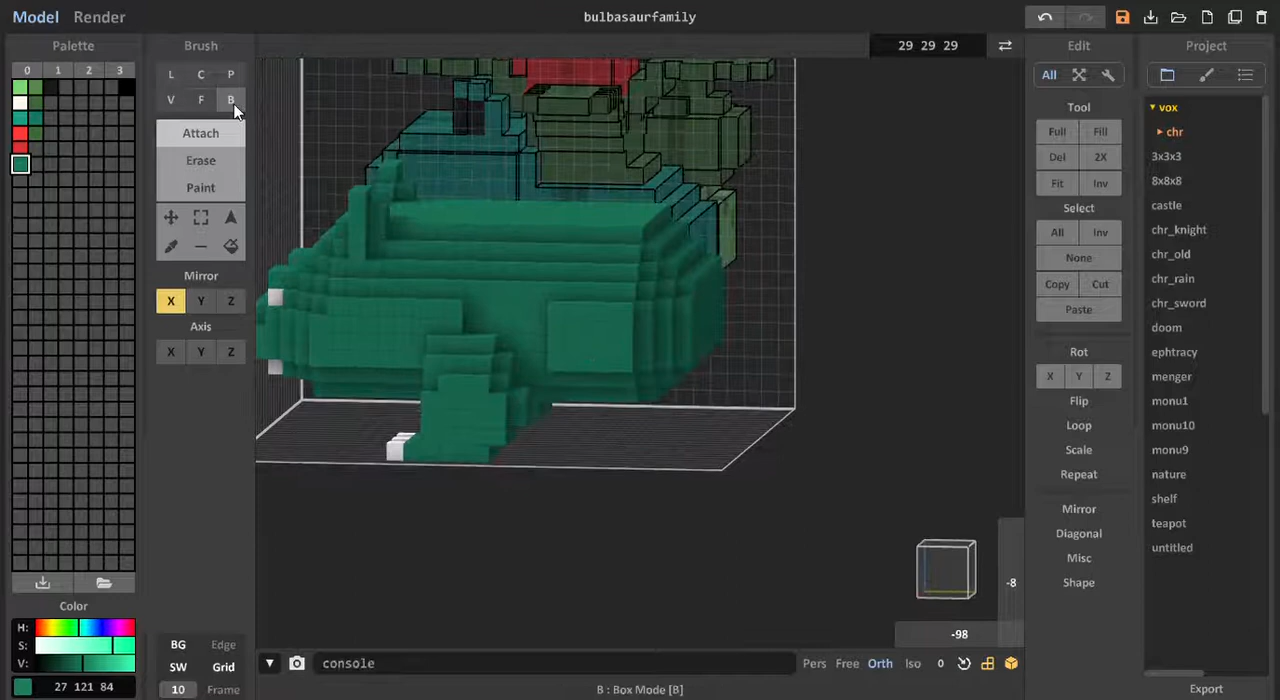 Model Render
bulbasaurfamily
Palette
0 1 2 3
Color
H:
S:
V:
27 121 84
Brush
L C P
V F B
Attach
Erase
Paint
Mirror
X Y Z
Axis
X Y Z
BG Edge
SW Grid
10 Frame
29 29 29
-8
-98
console
Pers Free Orth Iso 0
B : Box Mode [B]
Edit
All
Tool
Full Fill
Del 2X
Fit Inv
Select
All Inv
None
Copy Cut
Paste
Rot
X Y Z
Flip
Loop
Scale
Repeat
Mirror
Diagonal
Misc
Shape
Project
vox
chr
3x3x3
8x8x8
castle
chr_knight
chr_old
chr_rain
chr_sword
doom
ephtracy
menger
monu1
monu10
monu9
nature
shelf
teapot
untitled
Export